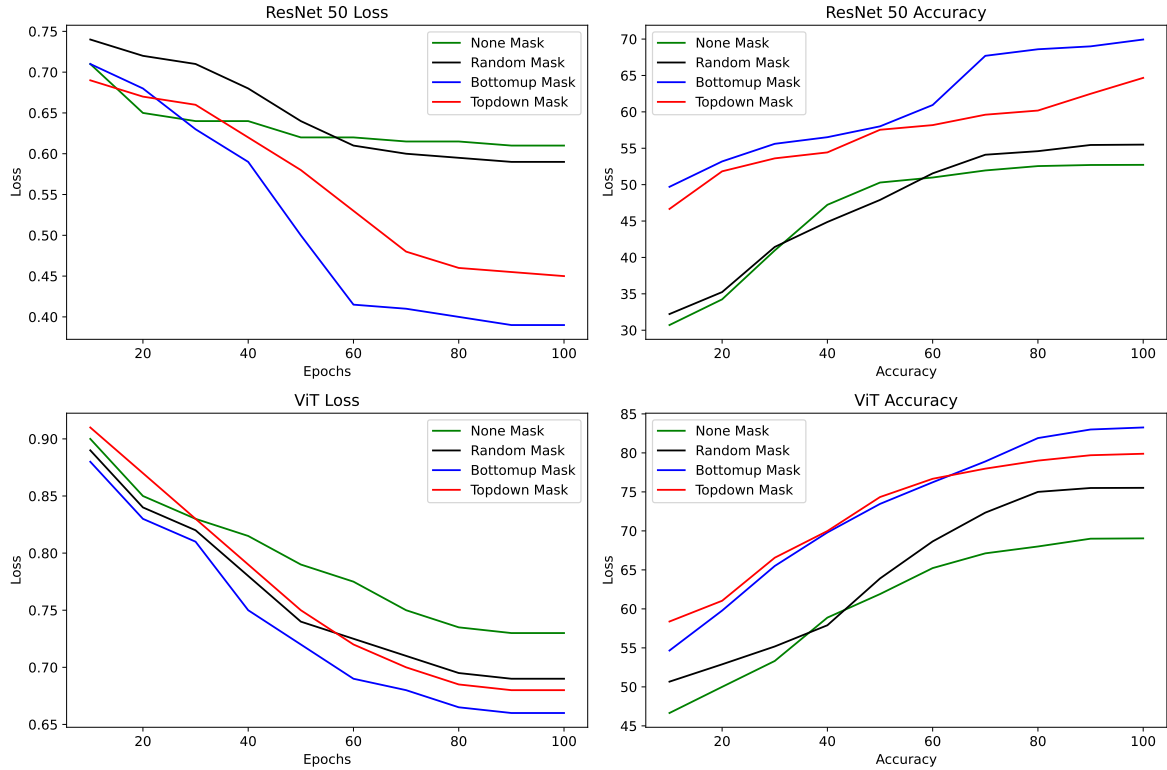 ResNet 50 Loss
0.75
0.70
0.65
0.60
0.55
0.50
0.45
0.40
Loss
None Mask
Random Mask
Bottomup Mask
Topdown Mask
20 40 60 80 100
Epochs
ResNet 50 Accuracy
70
65
60
55
50
45
40
35
30
Loss
None Mask
Random Mask
Bottomup Mask
Topdown Mask
20 40 60 80 100
Accuracy
ViT Loss
0.90
0.85
0.80
0.75
0.70
0.65
Loss
None Mask
Random Mask
Bottomup Mask
Topdown Mask
20 40 60 80 100
Epochs
ViT Accuracy
85
80
75
70
65
60
55
50
45
Loss
None Mask
Random Mask
Bottomup Mask
Topdown Mask
20 40 60 80 100
Accuracy